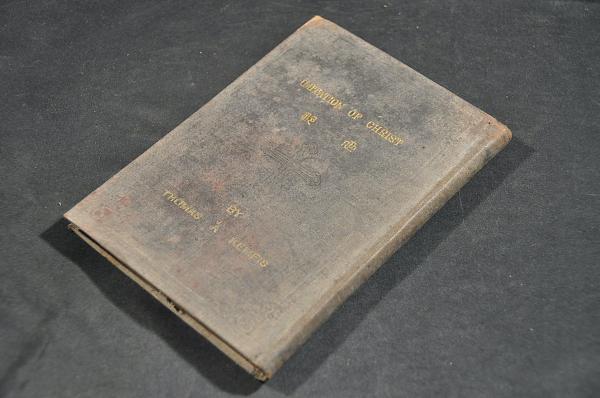 IMITATION OF CHRIST
BY
THOMAS À KEMPIS